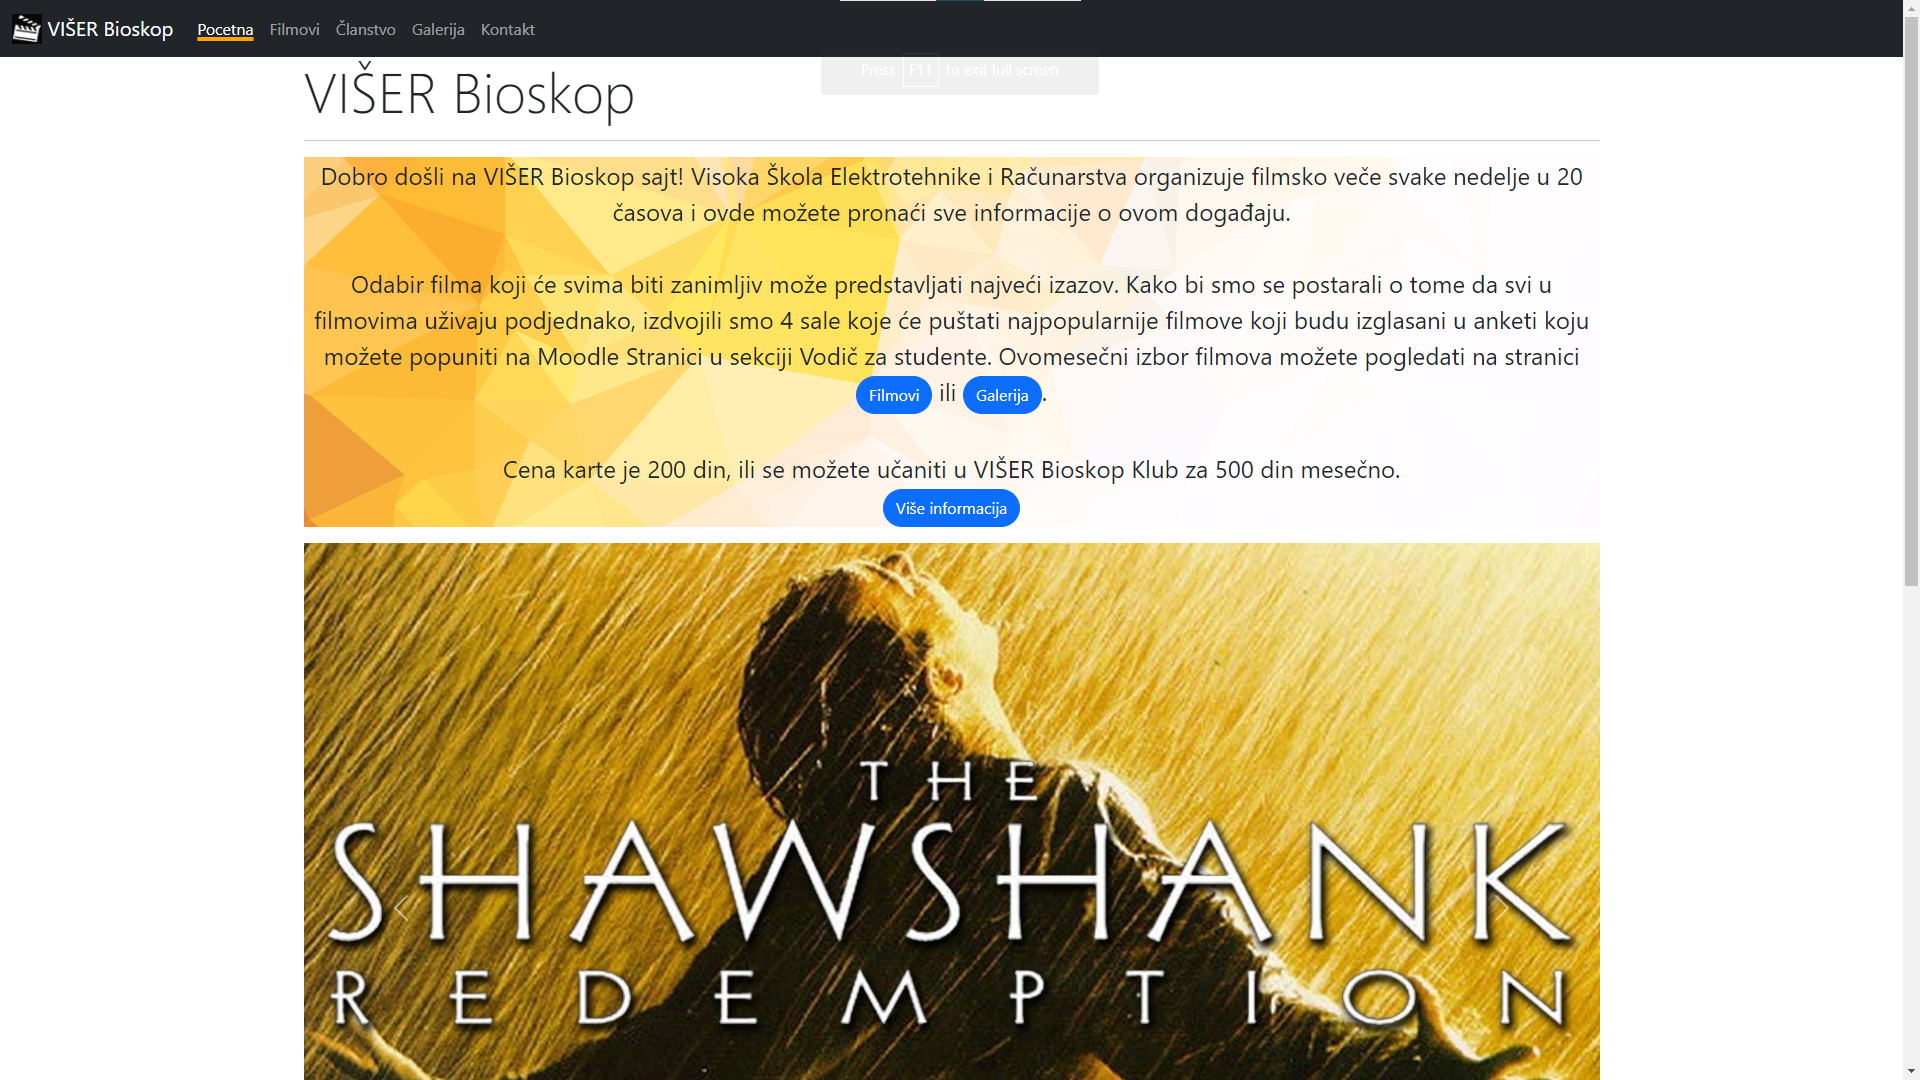 VIŠER Bioskop Pocetna Filmovi Članstvo Galerija Kontakt
Press F11 to exit full screen
VIŠER Bioskop
Dobro došli na VIŠER Bioskop sajt! Visoka Škola Elektrotehnike i Računarstva organizuje filmsko veče svake nedelje u 20
časova i ovde možete pronaći sve informacije o ovom događaju.
Odabir filma koji će svima biti zanimljiv može predstavljati najveći izazov. Kako bi smo se postarali o tome da svi u
filmovima uživaju podjednako, izdvojili smo 4 sale koje će puštati najpopularnije filmove koji budu izglasani u anketi koju
možete popuniti na Moodle Stranici u sekciji Vodič za studente. Ovomesečni izbor filmova možete pogledati na stranici
Filmovi ili Galerija.
Cena karte je 200 din, ili se možete učaniti u VIŠER Bioskop Klub za 500 din mesečno.
Više informacija
THE
SHAWSHANK
REDEMPTION